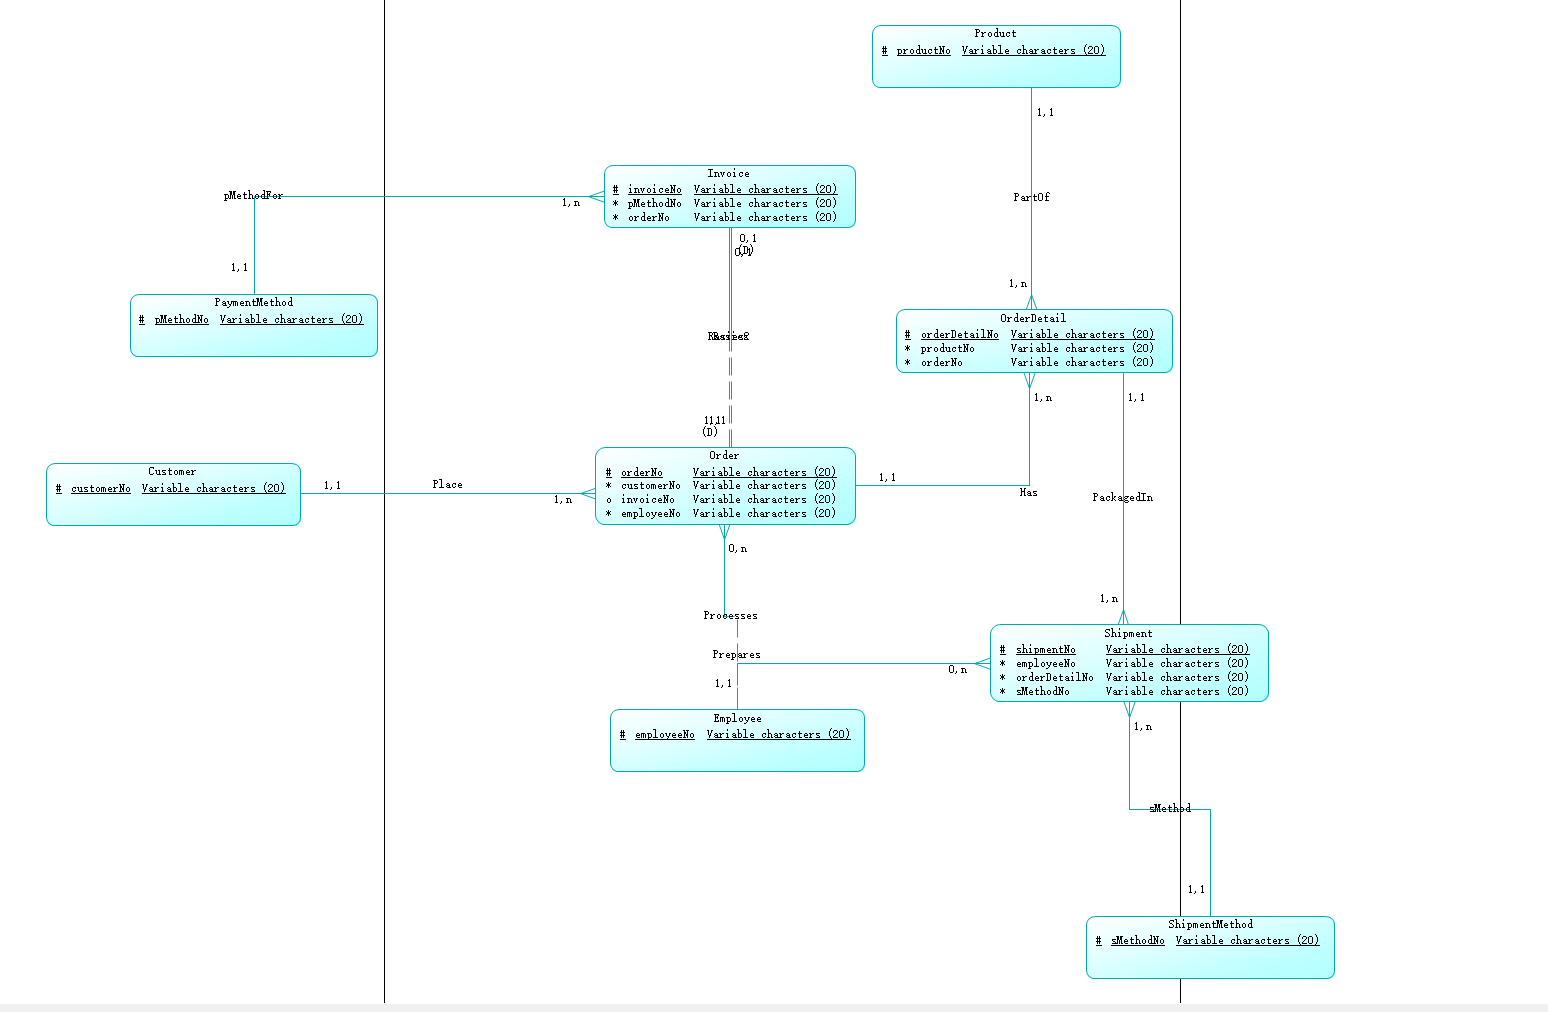 Product
# productNo Variable characters (20)
1,1
PartOf
1,n
Invoice
# invoiceNo Variable characters (20)
* pMethodNo Variable characters (20)
* orderNo Variable characters (20)
pMethodFor
1,n
1,1
0,1
(D)
0,1
PaymentMethod
# pMethodNo Variable characters (20)
OrderDetail
# orderDetailNo Variable characters (20)
* productNo Variable characters (20)
* orderNo Variable characters (20)
1,n
1,1
(D)
Order
# orderNo Variable characters (20)
* customerNo Variable characters (20)
o invoiceNo Variable characters (20)
* employeeNo Variable characters (20)
Customer
# customerNo Variable characters (20)
1,1
Place
1,n
1,1
Has
PackagedIn
0,n
1,n
Processes
Prepares
1,1
0,n
Shipment
# shipmentNo Variable characters (20)
* employeeNo Variable characters (20)
* orderDetailNo Variable characters (20)
* sMethodNo Variable characters (20)
Employee
# employeeNo Variable characters (20)
1,n
sMethod
1,1
ShipmentMethod
# sMethodNo Variable characters (20)